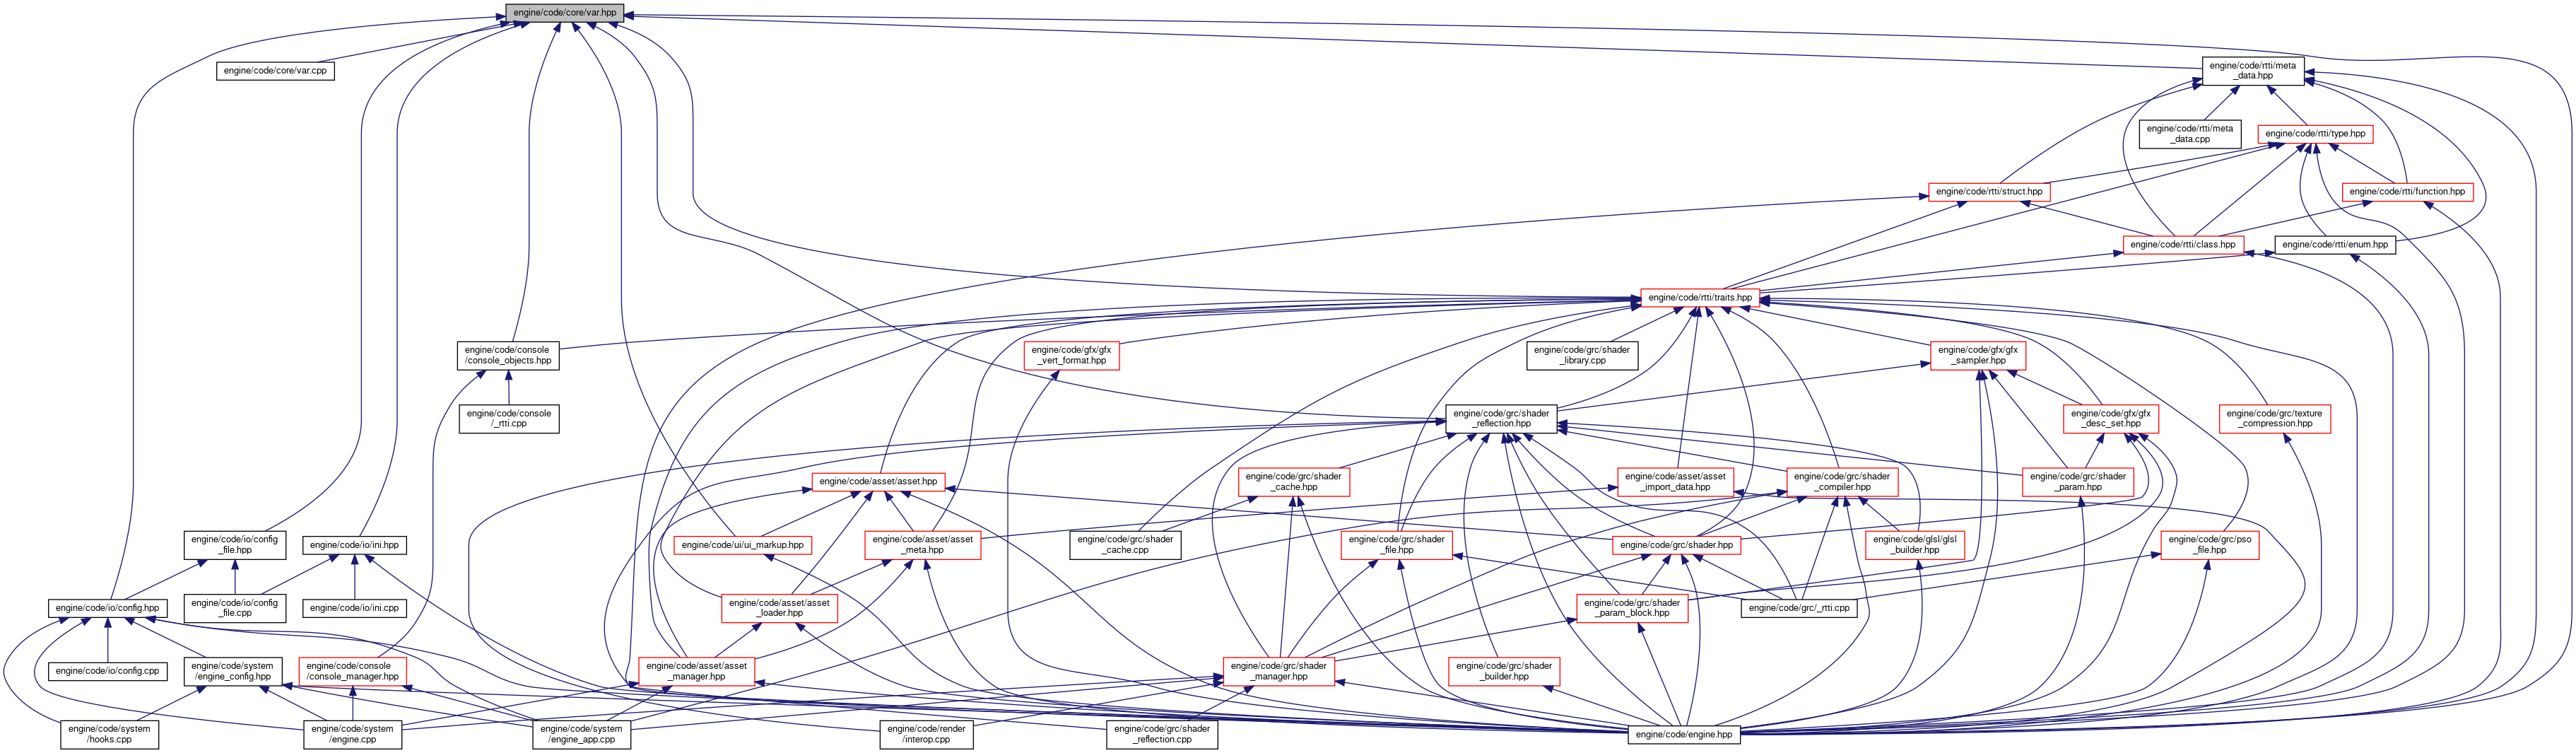 engine/code/core/var.hpp
engine/code/core/var.cpp
engine/code/rtti/meta
_data.hpp
engine/code/rtti/meta
_data.cpp
engine/code/rtti/type.hpp
engine/code/rtti/struct.hpp
engine/code/rtti/function.hpp
engine/code/rtti/class.hpp
engine/code/rtti/enum.hpp
engine/code/rtti/traits.hpp
engine/code/console
/console_objects.hpp
engine/code/gfx/gfx
_vert_format.hpp
engine/code/grc/shader
_library.cpp
engine/code/gfx/gfx
_sampler.hpp
engine/code/console
/_rtti.cpp
engine/code/grc/shader
_reflection.hpp
engine/code/gfx/gfx
_desc_set.hpp
engine/code/grc/texture
_compression.hpp
engine/code/asset/asset.hpp
engine/code/grc/shader
_cache.hpp
engine/code/asset/asset
_import_data.hpp
engine/code/grc/shader
_compiler.hpp
engine/code/grc/shader
_param.hpp
engine/code/io/config
_file.hpp
engine/code/io/ini.hpp
engine/code/ui/ui_markup.hpp
engine/code/asset/asset
_meta.hpp
engine/code/grc/shader
_cache.cpp
engine/code/grc/shader
_file.hpp
engine/code/grc/shader.hpp
engine/code/glsl/glsl
_builder.hpp
engine/code/grc/pso
_file.hpp
engine/code/io/config.hpp
engine/code/io/config
_file.cpp
engine/code/io/ini.cpp
engine/code/asset/asset
_loader.hpp
engine/code/grc/shader
_param_block.hpp
engine/code/grc/_rtti.cpp
engine/code/io/config.cpp
engine/code/system
/engine_config.hpp
engine/code/console
/console_manager.hpp
engine/code/asset/asset
_manager.hpp
engine/code/grc/shader
_manager.hpp
engine/code/grc/shader
_builder.hpp
engine/code/system
/hooks.cpp
engine/code/system
/engine.cpp
engine/code/system
/engine_app.cpp
engine/code/render
/interop.cpp
engine/code/grc/shader
_reflection.cpp
engine/code/engine.hpp